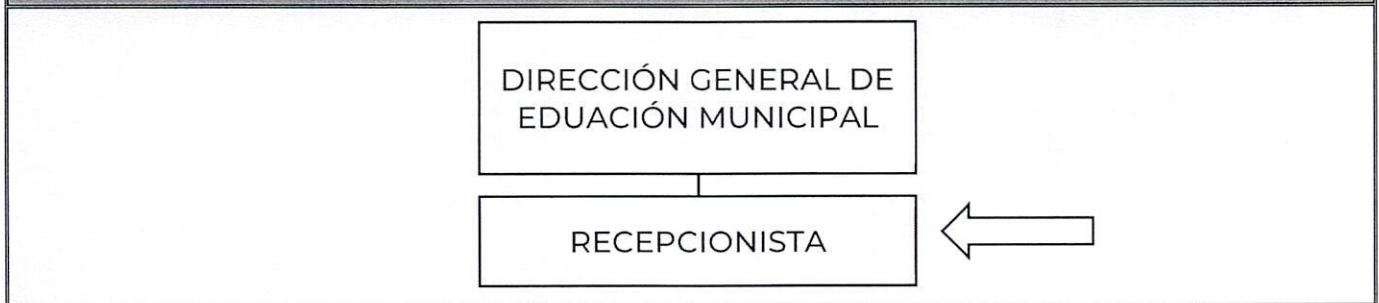 DIRECCIÓN GENERAL DE
EDUACIÓN MUNICIPAL
RECEPCIONISTA